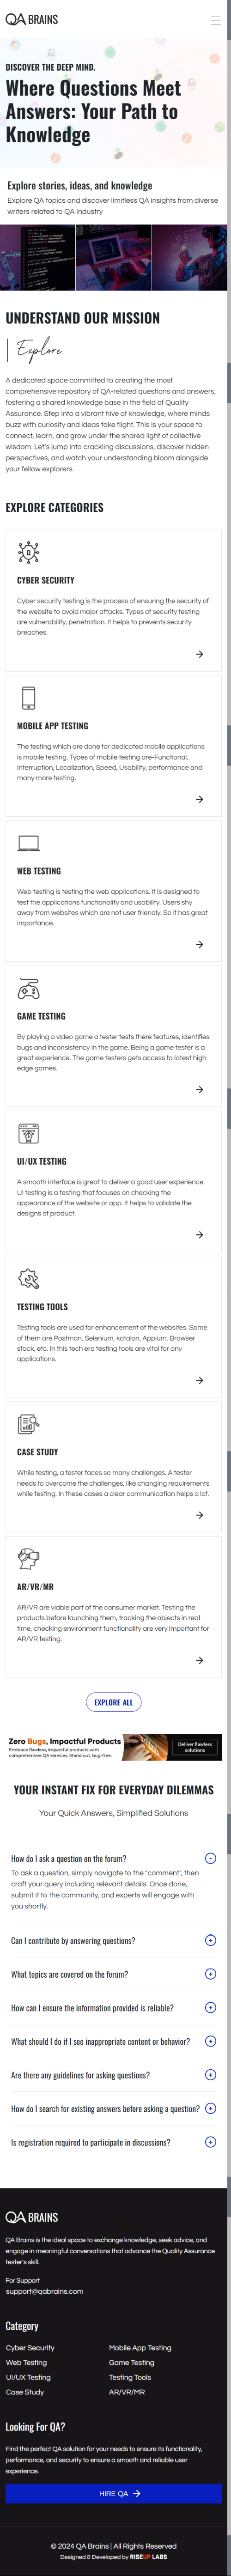 QA BRAINS
DISCOVER THE DEEP MIND.
Where Questions
Meet Answers: Your Path to
Knowledge
Explore stories, ideas, and knowledge
Explore QA topics and discover limitless QA insights from diverse
writers related to QA Industry
UNDERSTAND OUR MISSION
Explore
A dedicated space committed to creating the most
comprehensive repository of QA-related questions and answers,
fostering a shared knowledge base in the field of Quality
Assurance. Step into a vibrant hive of knowledge, where minds
buzz with curiosity and ideas take flight. This is your space to
connect, learn, and grow under the shared light of collective
wisdom. Let's jump into crackling discussions, discover hidden
perspectives, and watch your understanding bloom alongside
your fellow explorers.
EXPLORE CATEGORIES
CYBER SECURITY
Cyber security testing is the process of ensuring the security of
the website to avoid major attacks. Types of security testing
are vulnerability, penetration. It helps to prevents security
breaches.
MOBILE APP TESTING
The testing which are done for dedicated mobile applications
is mobile testing. Types of mobile testing are-Functional,
Interruption, Localization, Speed, Usability, performance and
many more testing.
WEB TESTING
Web testing is testing the web applications. It is designed to
test the applications functionality and usability. Users shy
away from websites which are not user friendly. So it has great
importance.
GAME TESTING
By playing a video game a tester tests their features, identifies
bugs and inconsistency in the game. Being a game tester is a
great experience. The game testers gets access to latest high
edge games.
UI/UX TESTING
A smooth interface is great to deliver a good user experience.
UI testing is a testing that focuses on checking the
appearance of the website or app. It helps to validate the
designs of product.
TESTING TOOLS
Testing tools are used for enhancement of the websites. Some
of them are Postman, Selenium, katalon, Appium, Browser
stack, etc. In this tech era testing tools are vital for any
applications.
CASE STUDY
While testing, a tester faces so many challenges. A tester
needs to overcome the challenges, like changing requirements
while testing. In these cases a clear communication helps a lot.
AR/VR/MR
AR/VR are viable part of the consumer market. Testing the
products before launching them, tracking the objects in real
time, checking environment functionality are very important for
AR/VR testing.
EXPLORE ALL
Zero Bugs, Impactful Products
Embrace flawless, impactful products with
comprehensive QA services. Stand out, bug-free.
Deliver flawless
solutions
YOUR INSTANT FIX FOR EVERYDAY DILEMMAS
Your Quick Answers, Simplified Solutions
How do I ask a question on the forum?
To ask a question, simply navigate to the "comment", then
craft your query including relevant details. Once done,
submit it to the community, and experts will engage with
you shortly.
Can I contribute by answering questions?
What topics are covered on the forum?
How can I ensure the information provided is reliable?
What should I do if I see inappropriate content or behavior?
Are there any guidelines for asking questions?
How do I search for existing answers before asking a question?
Is registration required to participate in discussions?
QA BRAINS
QA Brains is the ideal space to exchange knowledge, seek advice, and
engage in meaningful conversations that advance the Quality Assurance
tester's skill.
For Support
support@qabrains.com
Category
Cyber Security Mobile App Testing
Web Testing Game Testing
UI/UX Testing Testing Tools
Case Study AR/VR/MR
Looking For QA?
Find the perfect QA solution for your needs to ensure its functionality,
performance, and security to ensure a smooth and reliable user
experience.
HIRE QA
© 2024 QA Brains | All Rights Reserved
Designed & Developed by RISEUP LABS